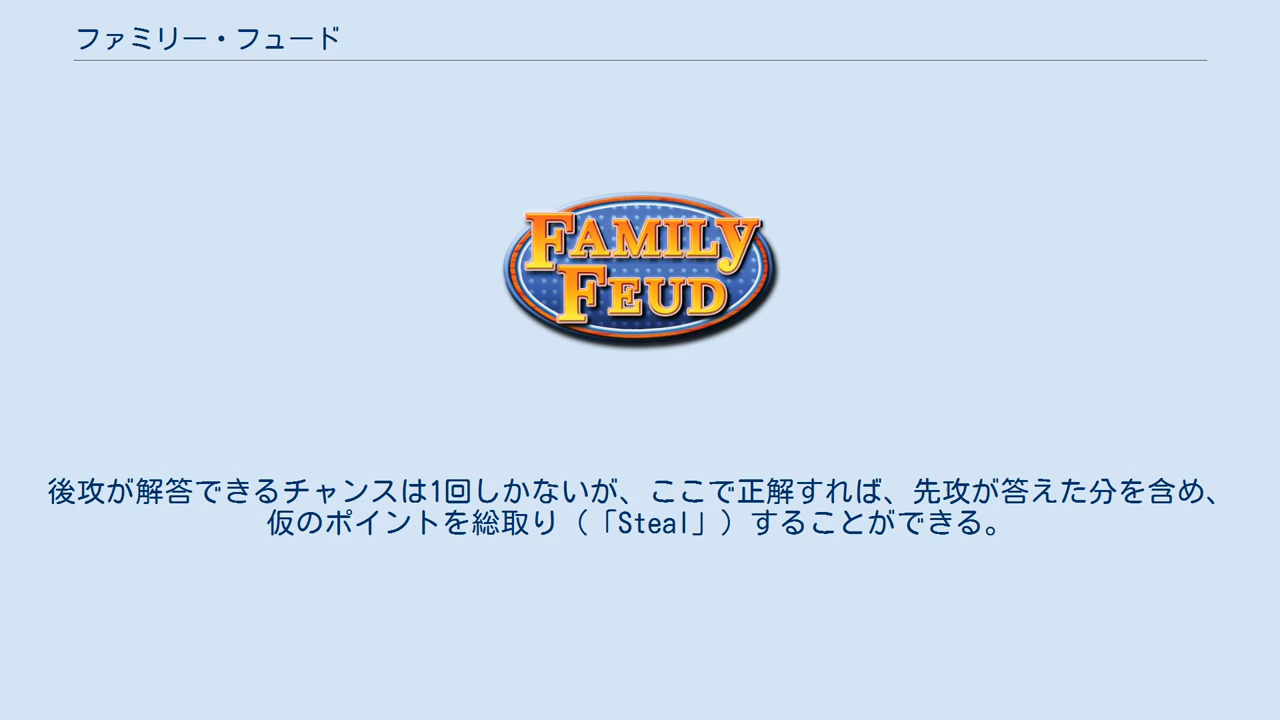 ファミリー・フュード
FAMILY
FEUD
後攻が解答できるチャンスは1回しかないが、ここで正解すれば、先攻が答えた分を含め、
仮のポイントを総取り（「Steal」）することができる。